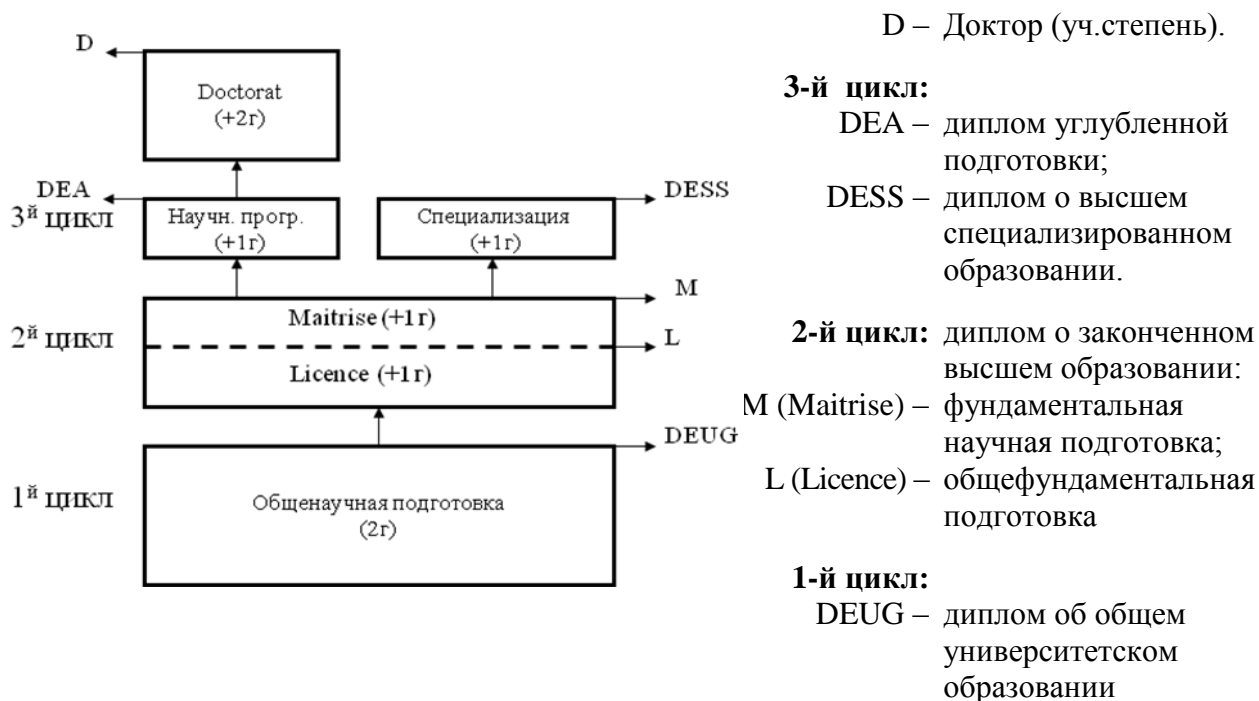 D
Doctorat
(+2г)
DEA
3й цикл
Научн. прогр.
(+1г)
Специализация
(+1г)
DESS
M
Maitrise (+1г)
2й цикл
L
Licence (+1г)
DEUG
1й цикл
Общенаучная подготовка
(2г)
D – Доктор (уч.степень).
3-й цикл:
DEA – диплом углубленной
подготовки;
DESS – диплом о высшем
специализированном
образовании.
2-й цикл: диплом о законченном
высшем образовании:
M (Maitrise) – фундаментальная
научная подготовка;
L (Licence) – общефундаментальная
подготовка
1-й цикл:
DEUG – диплом об общем
университетском
образовании